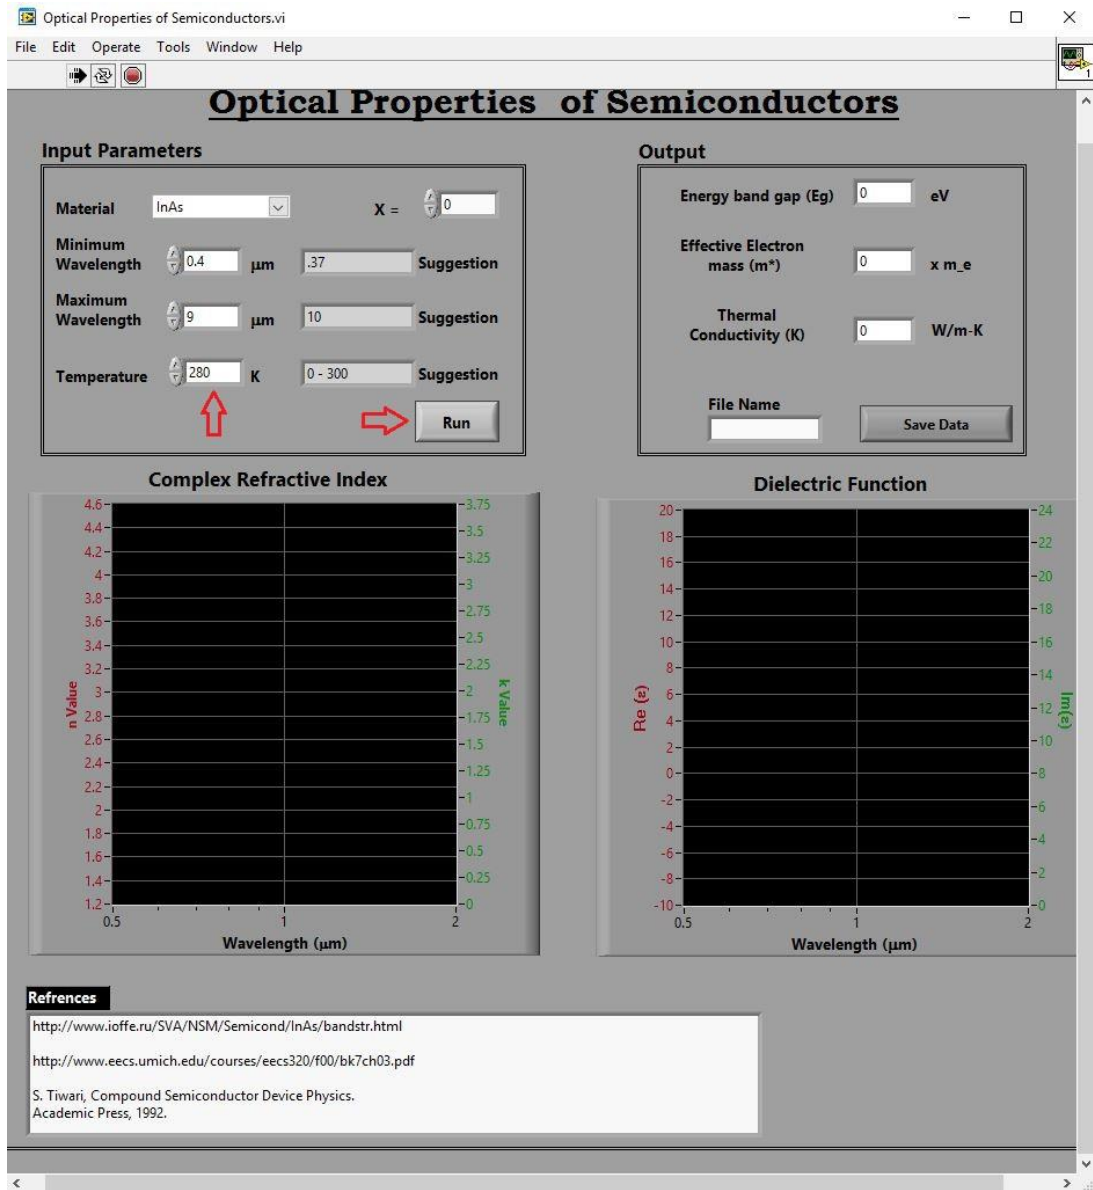 Optical Properties of Semiconductors.vi
File Edit Operate Tools Window Help
1
Optical Properties of Semiconductors
Input Parameters
Material InAs X = 0
Minimum
Wavelength 0.4 μm .37 Suggestion
Maximum
Wavelength 9 μm 10 Suggestion
Temperature 280 K 0 - 300 Suggestion
Run
Output
Energy band gap (Eg) 0 eV
Effective Electron
mass (m*) 0 x m_e
Thermal
Conductivity (K) 0 W/m-K
File Name
Save Data
Complex Refractive Index
4.6
4.4
4.2
4
3.8
3.6
3.4
3.2
3
2.8
2.6
2.4
2.2
2
1.8
1.6
1.4
1.2
n Value
3.75
3.5
3.25
3
2.75
2.5
2.25
2
1.75
1.5
1.25
1
0.75
0.5
0.25
0
k Value
0.5 1 2
Wavelength (μm)
Dielectric Function
20
18
16
14
12
10
8
6
4
2
0
-2
-4
-6
-8
-10
Re (ε)
24
22
20
18
16
14
12
10
8
6
4
2
0
Im(ε)
0.5 1 2
Wavelength (μm)
Refrences
http://www.ioffe.ru/SVA/NSM/Semicond/InAs/bandstr.html
http://www.eecs.umich.edu/courses/eecs320/f00/bk7ch03.pdf
S. Tiwari, Compound Semiconductor Device Physics.
Academic Press, 1992.